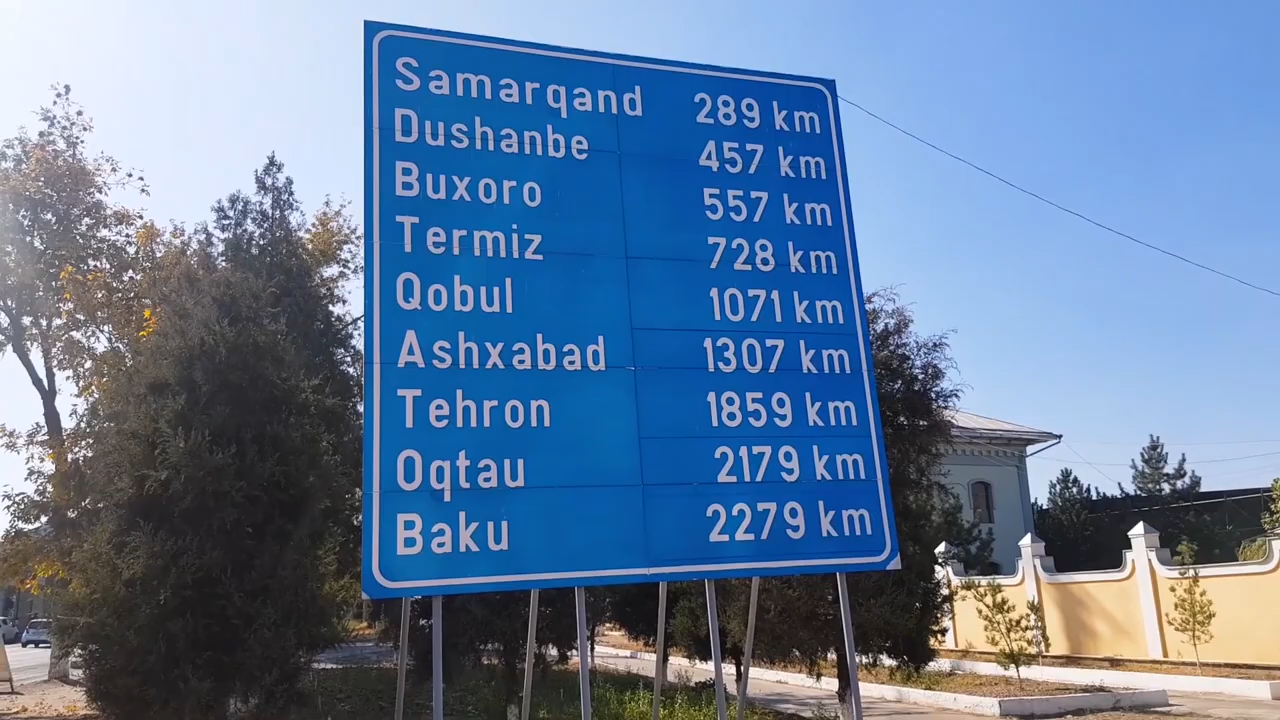 Samarqand 289 km
Dushanbe 457 km
Buxoro 557 km
Termiz 728 km
Qobul 1071 km
Ashxabad 1307 km
Tehron 1859 km
Oqtau 2179 km
Baku 2279 km